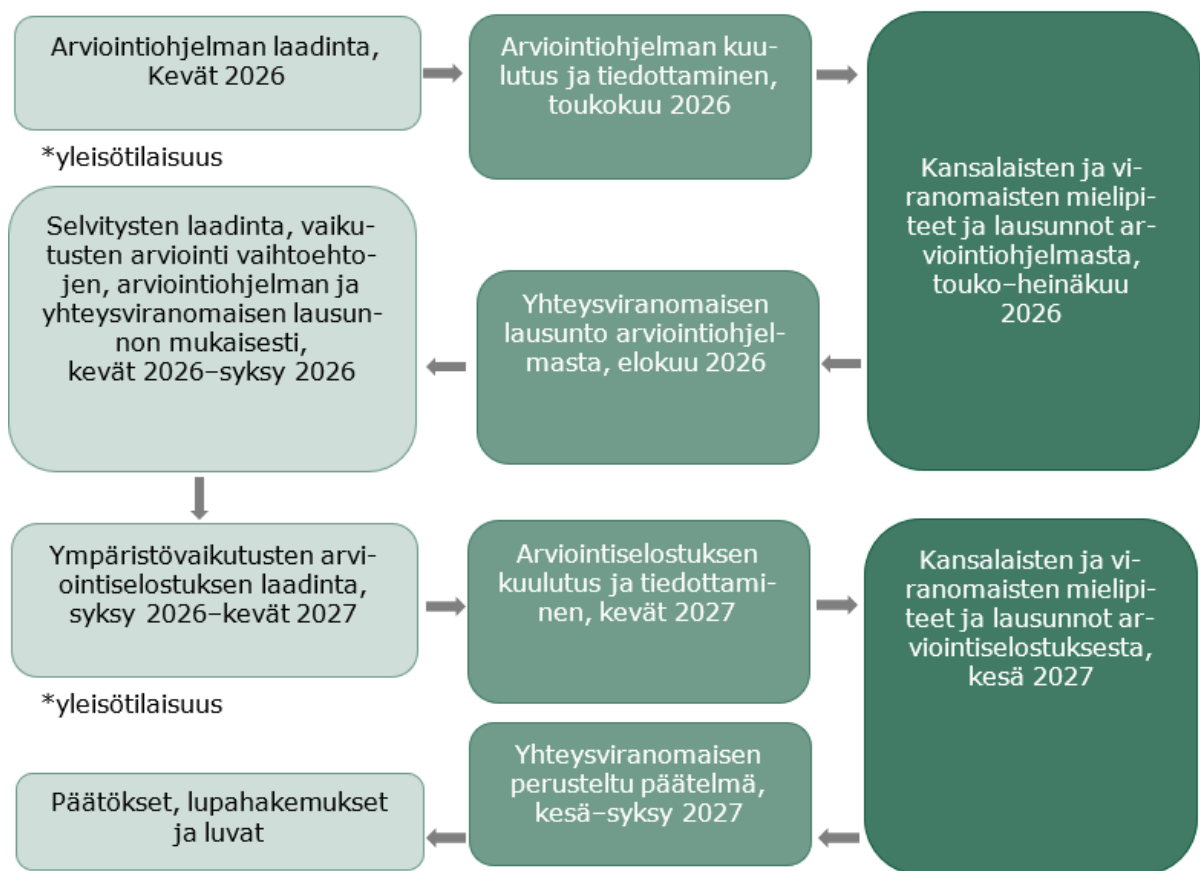 Arviointiohjelman laadinta,
Kevät 2026
*yleisötilaisuus
Arviointiohjelman kuu-
lutus ja tiedottaminen,
toukokuu 2026
Kansalaisten ja vi-
ranomaisten mielipi-
teet ja lausunnot ar-
viointiohjelmasta,
touko–heinäkuu
2026
Yhteysviranomaisen
lausunto arviointiohjel-
masta, elokuu 2026
Selvitysten laadinta, vaiku-
tusten arviointi vaihtoehto-
jen, arviointiohjelman ja
yhteysviranomaisen lausun-
non mukaisesti,
kevät 2026–syksy 2026
Ympäristövaikutusten arvi-
ointiselostuksen laadinta,
syksy 2026–kevät 2027
*yleisötilaisuus
Arviointiselostuksen
kuulutus ja tiedottami-
nen, kevät 2027
Kansalaisten ja vi-
ranomaisten mielipi-
teet ja lausunnot ar-
viointiselostuksesta,
kesä 2027
Yhteysviranomaisen
perusteltu päätelmä,
kesä–syksy 2027
Päätökset, lupahakemukset
ja luvat